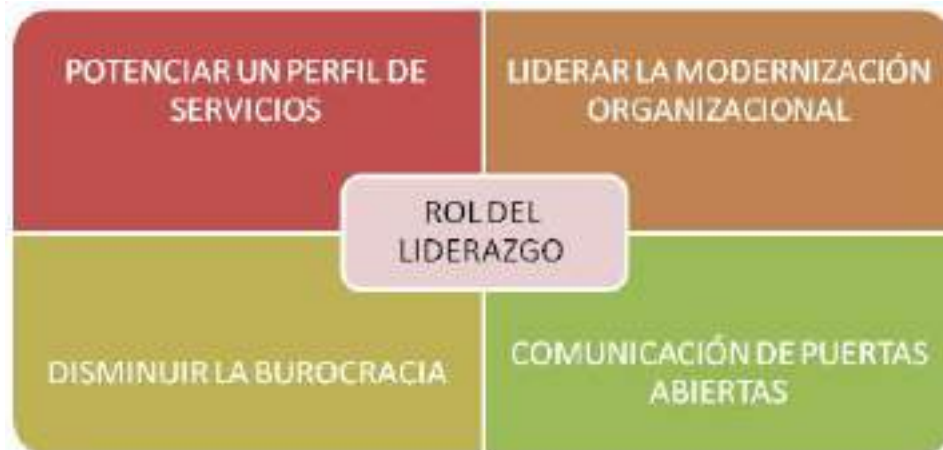 POTENCIAR UN PERFIL DE
SERVICIOS
LIDERAR LA MODERNIZACIÓN
ORGANIZACIONAL
ROL DEL
LIDERAZGO
DISMINUIR LA BUROCRACIA
COMUNICACIÓN DE PUERTAS
ABIERTAS